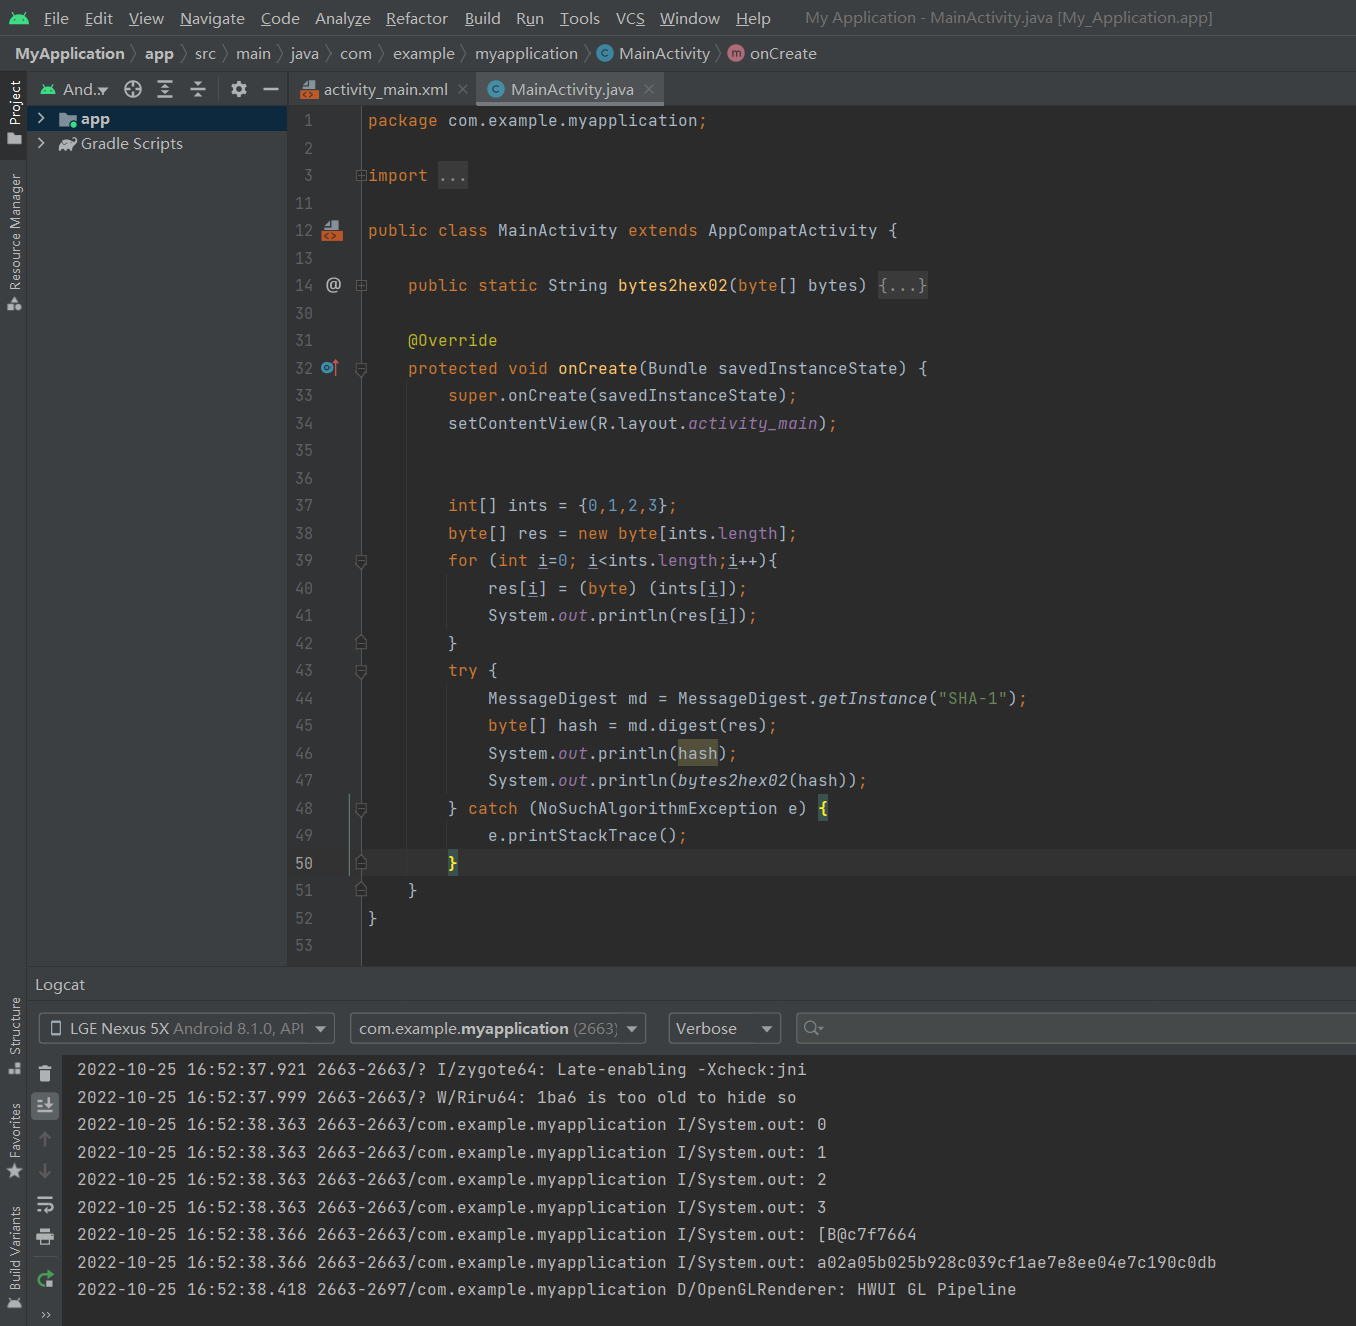 File Edit View Navigate Code Analyze Refactor Build Run Tools VCS Window Help My Application - MainActivity.java [My_Application.app]
MyApplication app src main java com example myapplication MainActivity onCreate
And... activity_main.xml MainActivity.java
Project
Resource Manager
Structure
Favorites
Build Variants
app
Gradle Scripts
1 package com.example.myapplication;
2
3 import ...
11
12 public class MainActivity extends AppCompatActivity {
13
14 @ public static String bytes2hex02(byte[] bytes) {...}
30
31 @Override
32 protected void onCreate(Bundle savedInstanceState) {
33 super.onCreate(savedInstanceState);
34 setContentView(R.layout.activity_main);
35
36
37 int[] ints = {0,1,2,3};
38 byte[] res = new byte[ints.length];
39 for (int i=0; i<ints.length;i++){
40 res[i] = (byte) (ints[i]);
41 System.out.println(res[i]);
42 }
43 try {
44 MessageDigest md = MessageDigest.getInstance("SHA-1");
45 byte[] hash = md.digest(res);
46 System.out.println(hash);
47 System.out.println(bytes2hex02(hash));
48 } catch (NoSuchAlgorithmException e) {
49 e.printStackTrace();
50 }
51 }
52 }
53
Logcat
LGE Nexus 5X Android 8.1.0, API com.example.myapplication (2663) Verbose
2022-10-25 16:52:37.921 2663-2663/? I/zygote64: Late-enabling -Xcheck:jni
2022-10-25 16:52:37.999 2663-2663/? W/Riru64: 1ba6 is too old to hide so
2022-10-25 16:52:38.363 2663-2663/com.example.myapplication I/System.out: 0
2022-10-25 16:52:38.363 2663-2663/com.example.myapplication I/System.out: 1
2022-10-25 16:52:38.363 2663-2663/com.example.myapplication I/System.out: 2
2022-10-25 16:52:38.363 2663-2663/com.example.myapplication I/System.out: 3
2022-10-25 16:52:38.366 2663-2663/com.example.myapplication I/System.out: [B@c7f7664
2022-10-25 16:52:38.366 2663-2663/com.example.myapplication I/System.out: a02a05b025b928c039cf1ae7e8ee04e7c190c0db
2022-10-25 16:52:38.418 2663-2697/com.example.myapplication D/OpenGLRenderer: HWUI GL Pipeline